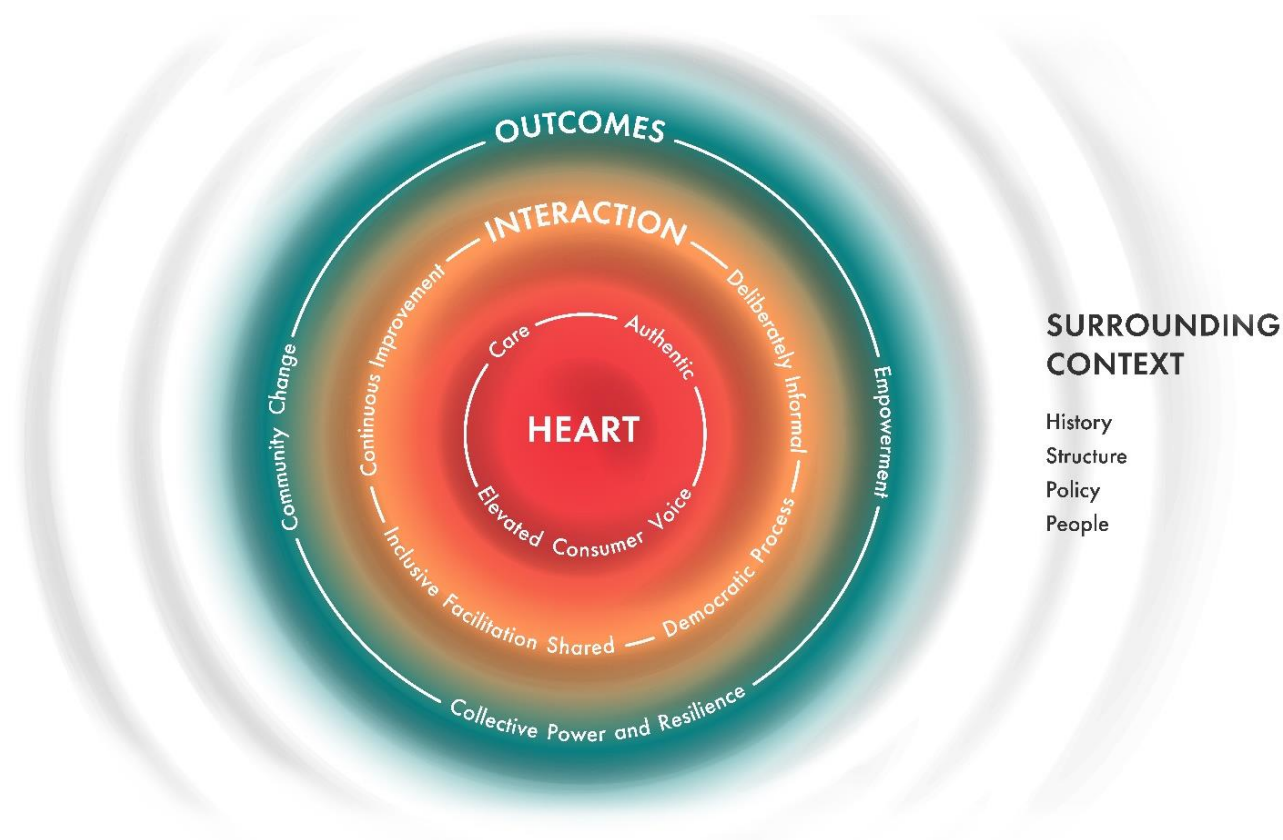 OUTCOMES
Community Change
Empowerment
Collective Power and Resilience
INTERACTION
Continuous Improvement
Deliberately Informal
Inclusive Facilitation Shared
Democratic Process
HEART
Care
Authentic
Elevated Consumer Voice
SURROUNDING
CONTEXT
History
Structure
Policy
People